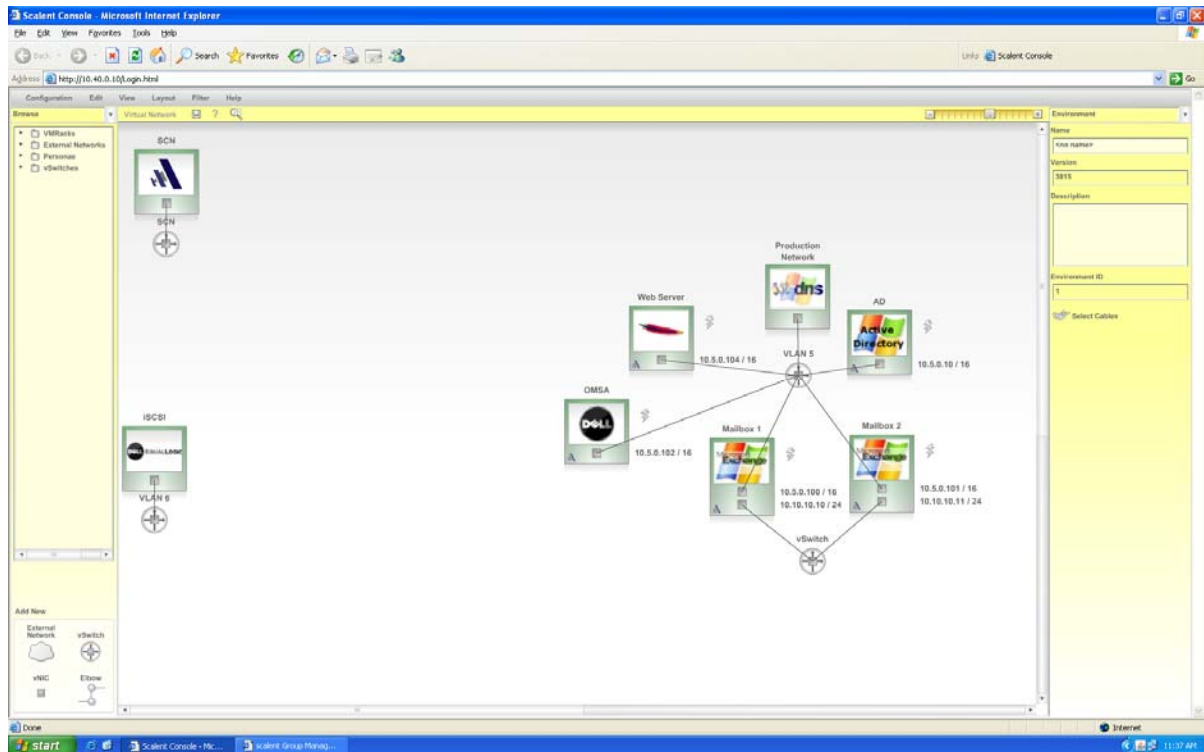 Scalent Console - Microsoft Internet Explorer
File Edit View Favorites Tools Help
Back Search Favorites Links Scalent Console
Address http://10.40.0.10/Login.html Go
Configuration Edit View Layout Filter Help
Browse Virtual Network ? Environment
VMRacks
External Networks
Personas
vSwitches
SCN
SCN
Production
Network
dns
Web Server
10.5.0.104 / 16
AD
Active
Directory
10.5.0.10 / 16
VLAN 5
OMSA
DELL
10.5.0.102 / 16
iSCSI
DELL EQUALLOGIC
VLAN 6
Mailbox 1
Microsoft
Exchange
10.5.0.100 / 16
10.10.10.10 / 24
Mailbox 2
Microsoft
Exchange
10.5.0.101 / 16
10.10.10.11 / 24
vSwitch
Name
<no name>
Version
3815
Description
Environment ID
1
Select Cables
Add New
External
Network
vSwitch
vNIC
Elbow
Done Internet
start Scalent Console - Mic... scalent Group Manag... 11:37 AM